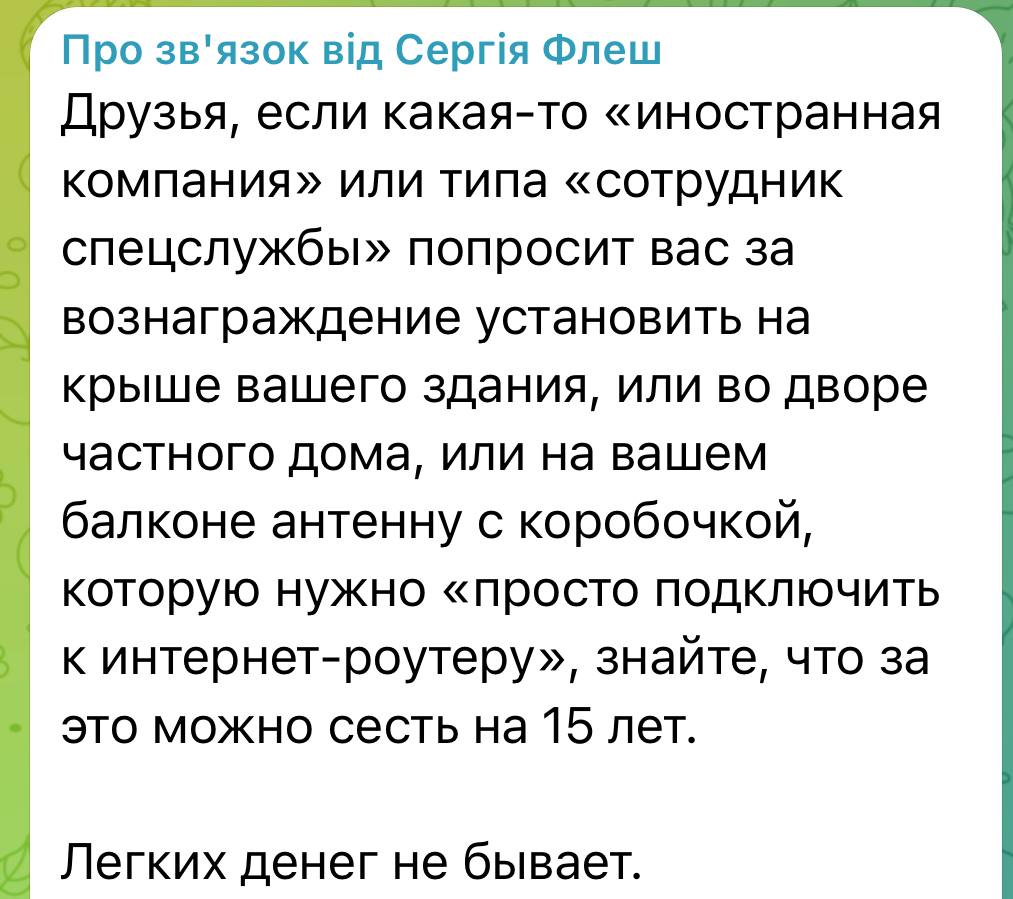 Про зв'язок від Сергія Флеш
Друзья, если какая-то «иностранная
компания» или типа «сотрудник
спецслужбы» попросит вас за
вознаграждение установить на
крыше вашего здания, или во дворе
частного дома, или на вашем
балконе антенну с коробочкой,
которую нужно «просто подключить
к интернет-роутеру», знайте, что за
это можно сесть на 15 лет.

Легких денег не бывает.